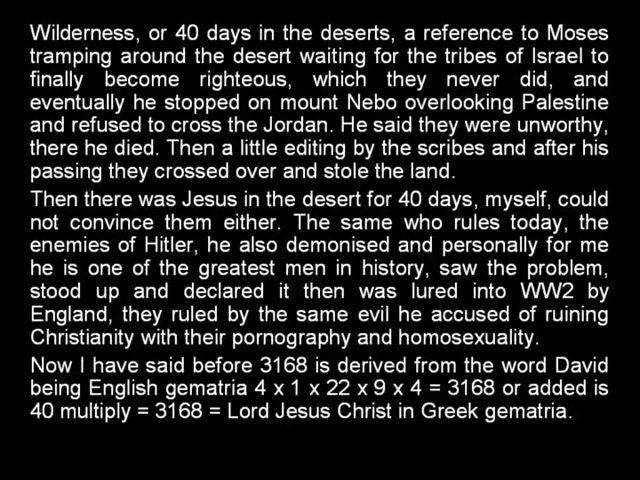 Wilderness, or 40 days in the deserts, a reference to Moses
tramping around the desert waiting for the tribes of Israel to
finally become righteous, which they never did, and
eventually he stopped on mount Nebo overlooking Palestine
and refused to cross the Jordan. He said they were unworthy,
there he died. Then a little editing by the scribes and after his
passing they crossed over and stole the land.
Then there was Jesus in the desert for 40 days, myself, could
not convince them either. The same who rules today, the
enemies of Hitler, he also demonised and personally for me
he is one of the greatest men in history, saw the problem,
stood up and declared it then was lured into WW2 by
England, they ruled by the same evil he accused of ruining
Christianity with their pornography and homosexuality.
Now I have said before 3168 is derived from the word David
being English gematria 4 x 1 x 22 x 9 x 4 = 3168 or added is
40 multiply = 3168 = Lord Jesus Christ in Greek gematria.